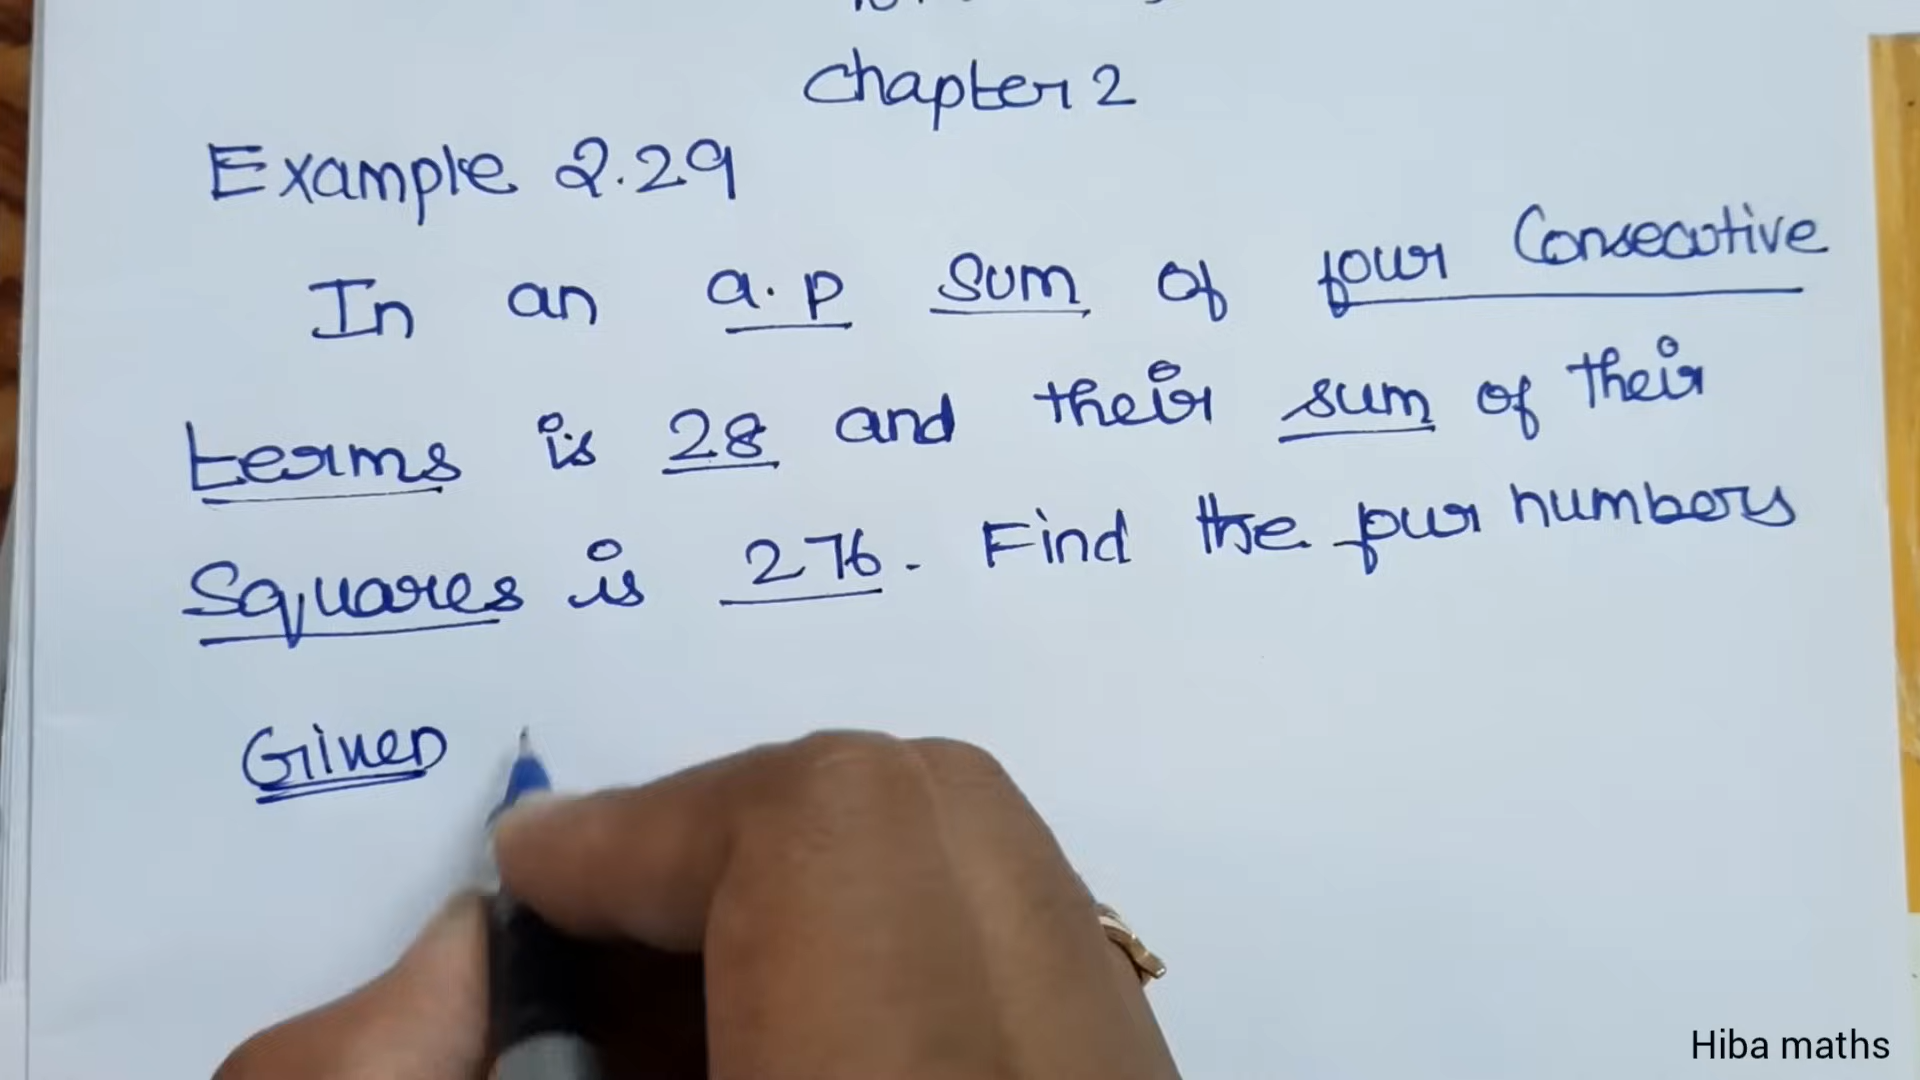 Chapter 2
Example 2.29
In an a.p sum of four Consecutive
terms is 28 and their sum of their
Squares is 276. Find the four numbers
Given
Hiba maths